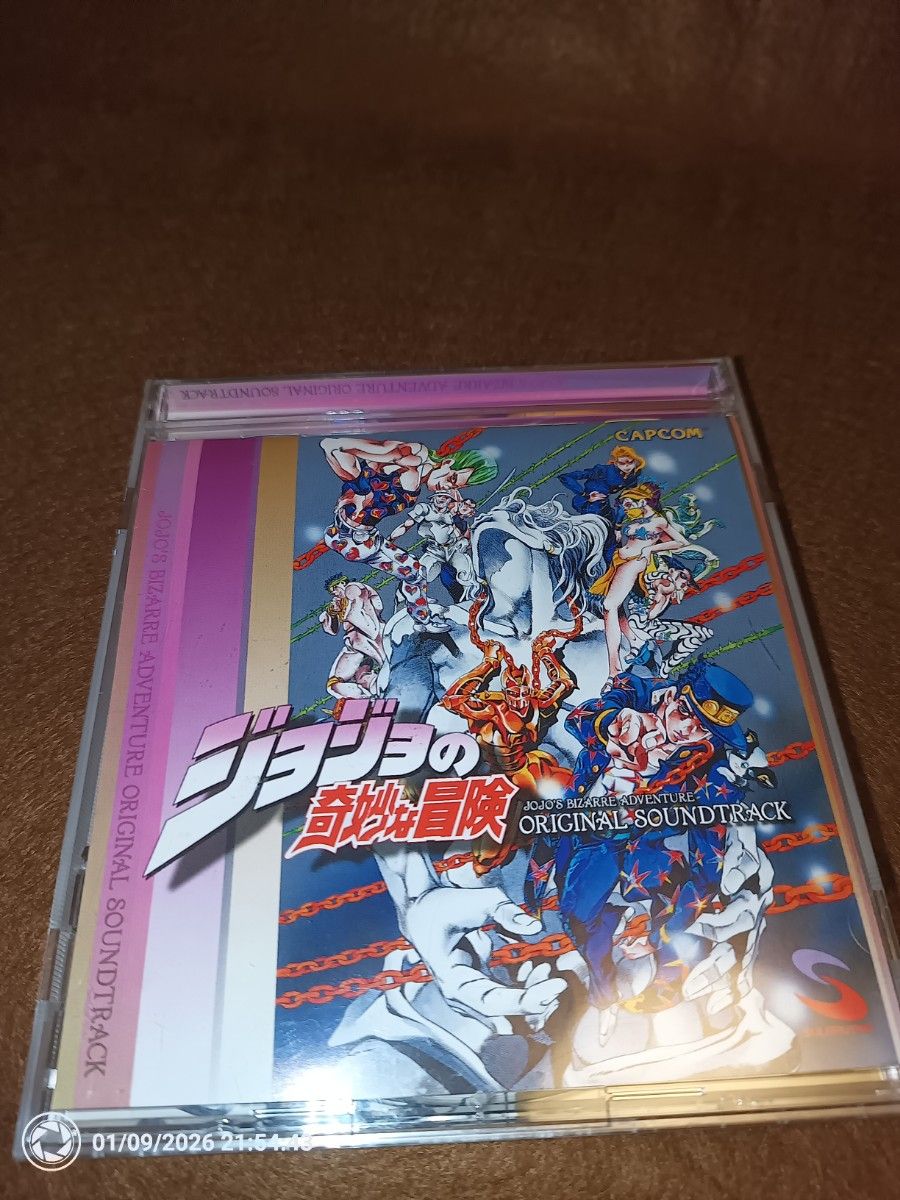 JOJO'S BIZARRE ADVENTURE ORIGINAL SOUNDTRACK
CAPCOM
JOJO'S BIZARRE ADVENTURE ORIGINAL SOUNDTRACK
ジョジョの
奇妙な冒険
JOJO'S BIZARRE ADVENTURE
ORIGINAL SOUNDTRACK
01/09/2026 21:54:4